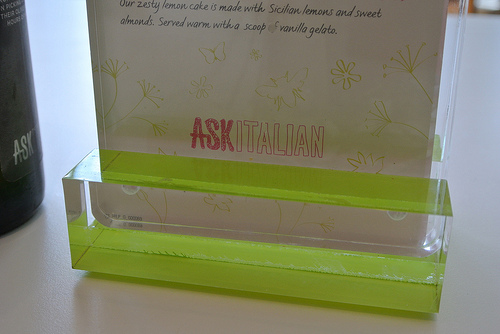 Our zesty lemon cake is made with Sicilian lemons and sweet
almonds. Served warm with a scoop of vanilla gelato.
ASKITALIAN
ASK